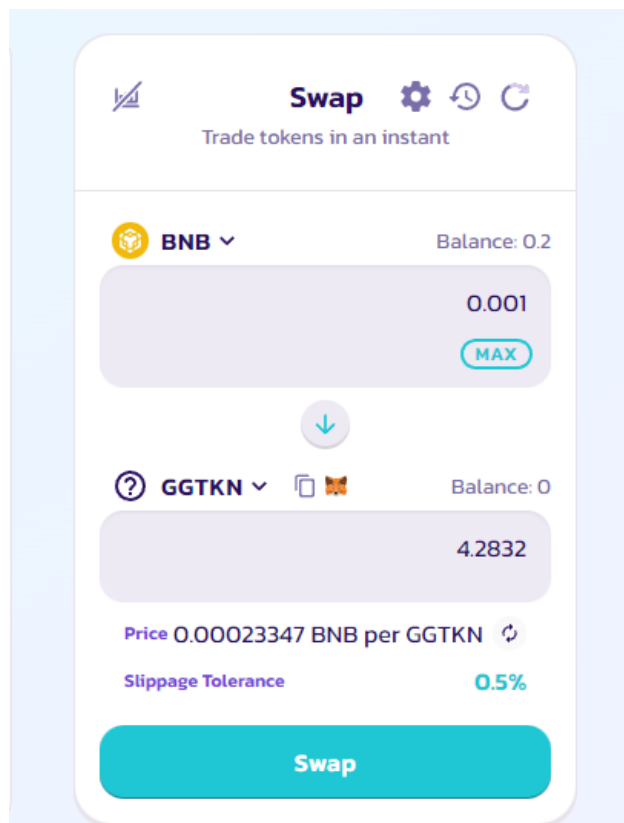 Swap
Trade tokens in an instant
BNB
Balance: 0.2
0.001
MAX
GGTKN
Balance: 0
4.2832
Price 0.00023347 BNB per GGTKN
Slippage Tolerance 0.5%
Swap